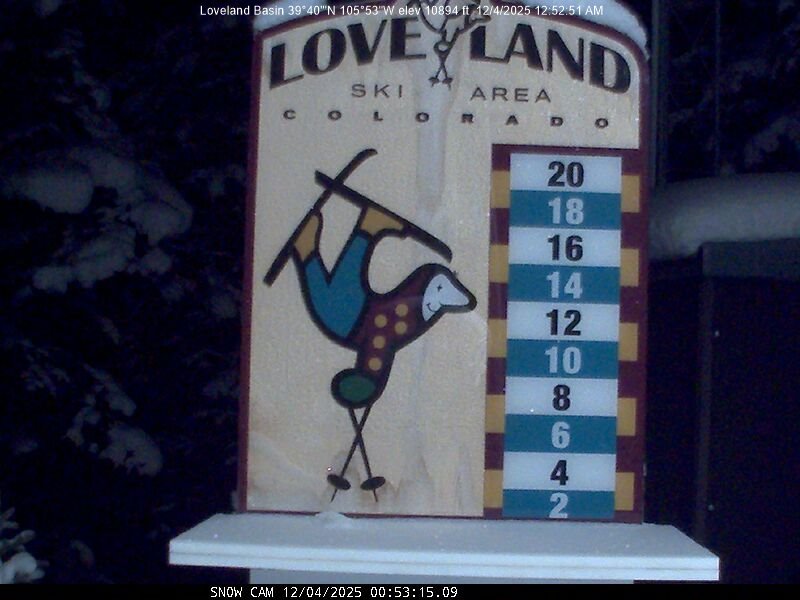 Loveland Basin 39°40'"N 105°53"W elev 10894 ft 12/4/2025 12:52:51 AM
LOVELAND
SKI AREA
COLORADO
20
18
16
14
12
10
8
6
4
2
SNOW CAM 12/04/2025 00:53:15.09